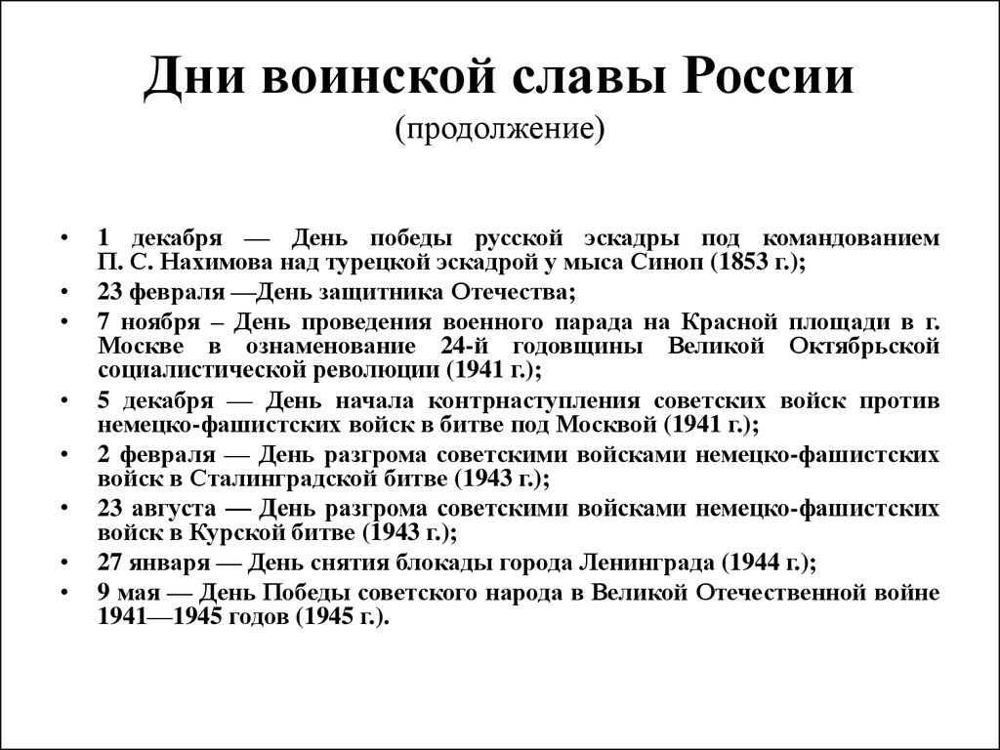 Дни воинской славы России
(продолжение)
• 1 декабря — День победы русской эскадры под командованием
П. С. Нахимова над турецкой эскадрой у мыса Синоп (1853 г.);
• 23 февраля —День защитника Отечества;
• 7 ноября – День проведения военного парада на Красной площади в г.
Москве в ознаменование 24-й годовщины Великой Октябрьской
социалистической революции (1941 г.);
• 5 декабря — День начала контрнаступления советских войск против
немецко-фашистских войск в битве под Москвой (1941 г.);
• 2 февраля — День разгрома советскими войсками немецко-фашистских
войск в Сталинградской битве (1943 г.);
• 23 августа — День разгрома советскими войсками немецко-фашистских
войск в Курской битве (1943 г.);
• 27 января — День снятия блокады города Ленинграда (1944 г.);
• 9 мая — День Победы советского народа в Великой Отечественной войне
1941—1945 годов (1945 г.).